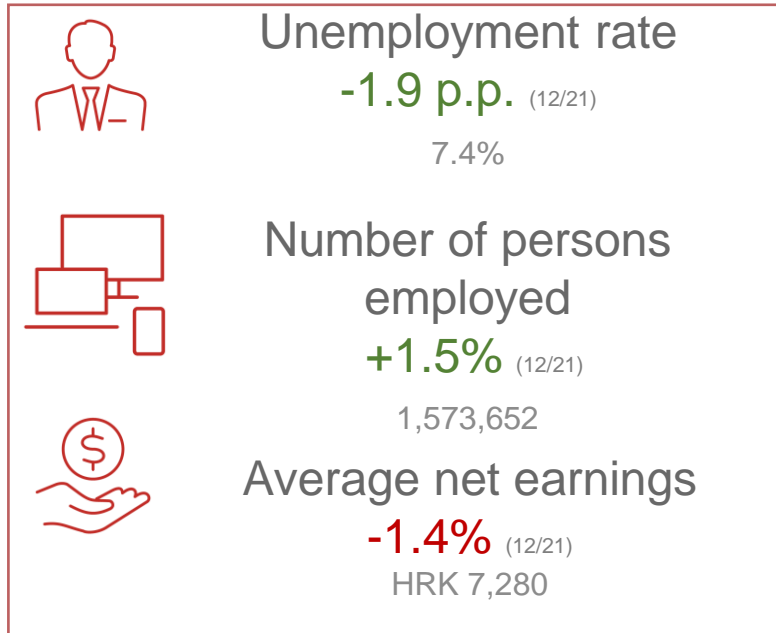 Unemployment rate
-1.9 p.p. (12/21)
7.4%
Number of persons
employed
+1.5% (12/21)
1,573,652
$
Average net earnings
-1.4% (12/21)
HRK 7,280